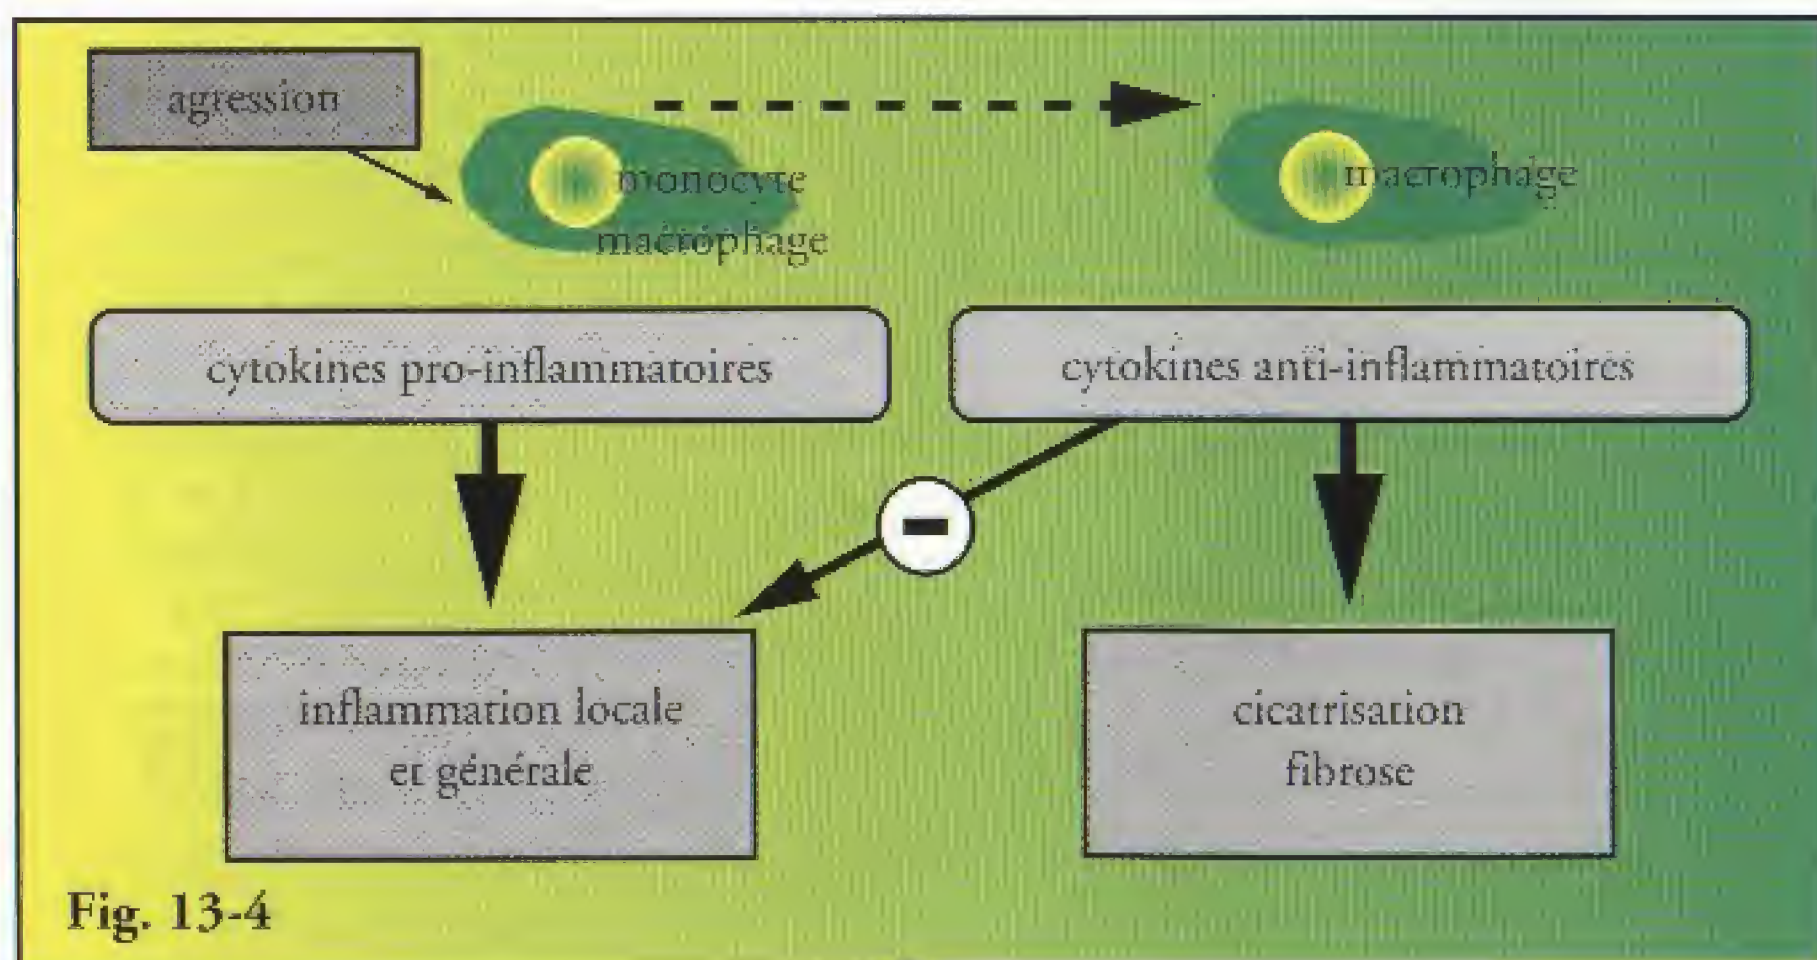 agression
monocyte
macrophage
macrophage
cytokines pro-inflammatoires
cytokines anti-inflammatoires
inflammation locale
et générale
cicatrisation
fibrose
Fig. 13-4